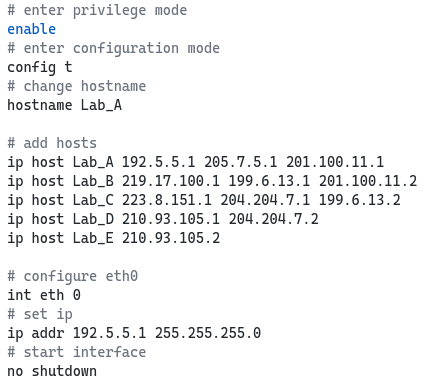 # enter privilege mode
enable
# enter configuration mode
config t
# change hostname
hostname Lab_A
# add hosts
ip host Lab_A 192.5.5.1 205.7.5.1 201.100.11.1
ip host Lab_B 219.17.100.1 199.6.13.1 201.100.11.2
ip host Lab_C 223.8.151.1 204.204.7.1 199.6.13.2
ip host Lab_D 210.93.105.1 204.204.7.2
ip host Lab_E 210.93.105.2
# configure eth0
int eth 0
# set ip
ip addr 192.5.5.1 255.255.255.0
# start interface
no shutdown